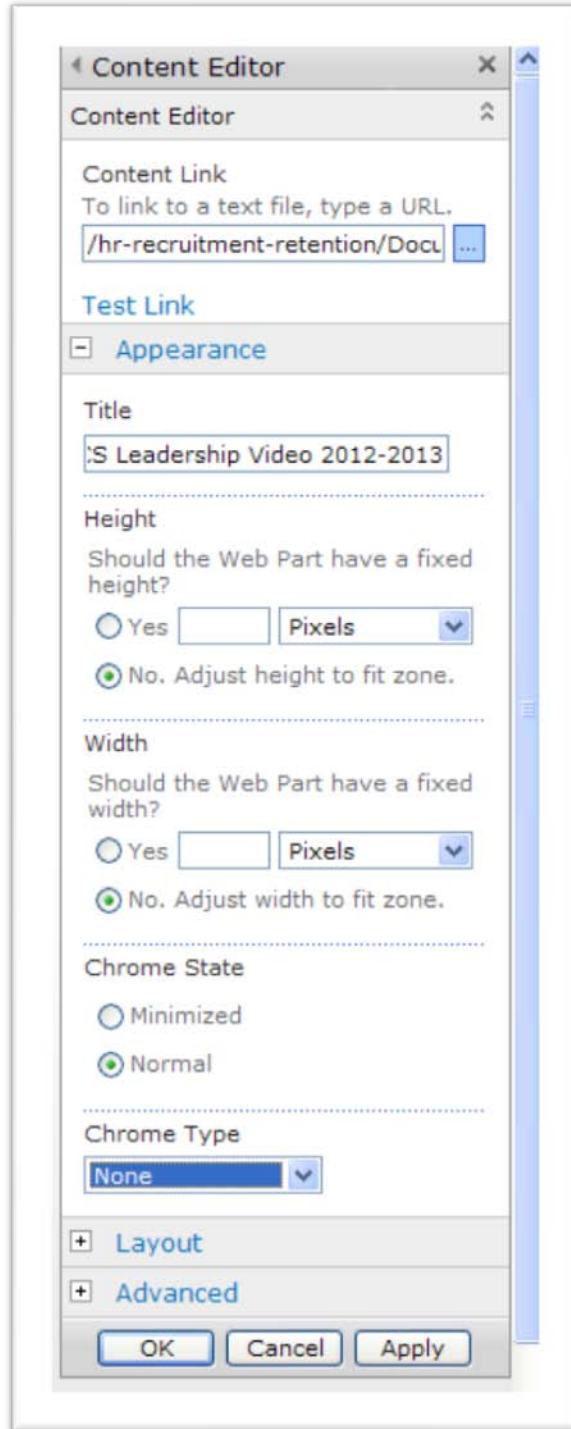 Content Editor
Content Editor
Content Link
To link to a text file, type a URL.
/hr-recruitment-retention/Docu ...
Test Link
Appearance
Title
:S Leadership Video 2012-2013
Height
Should the Web Part have a fixed
height?
Yes Pixels
No. Adjust height to fit zone.
Width
Should the Web Part have a fixed
width?
Yes Pixels
No. Adjust width to fit zone.
Chrome State
Minimized
Normal
Chrome Type
None
Layout
Advanced
OK Cancel Apply